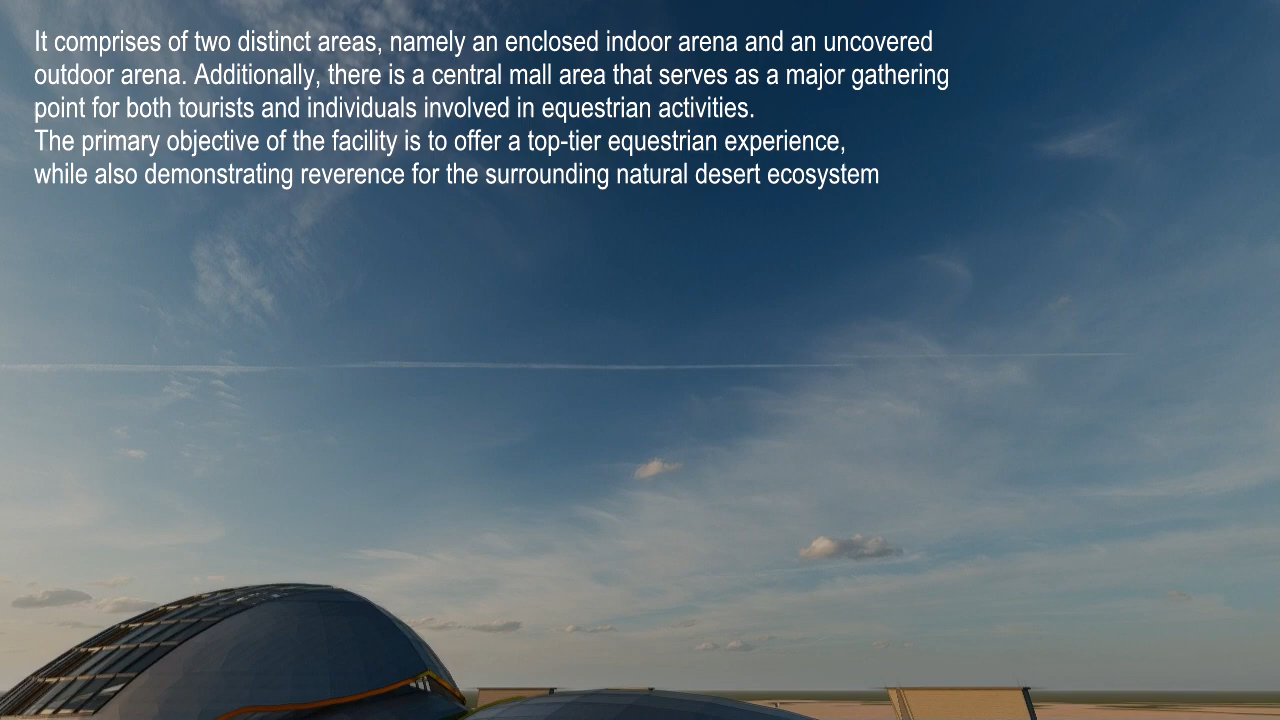 It comprises of two distinct areas, namely an enclosed indoor arena and an uncovered
outdoor arena. Additionally, there is a central mall area that serves as a major gathering
point for both tourists and individuals involved in equestrian activities.
The primary objective of the facility is to offer a top-tier equestrian experience,
while also demonstrating reverence for the surrounding natural desert ecosystem